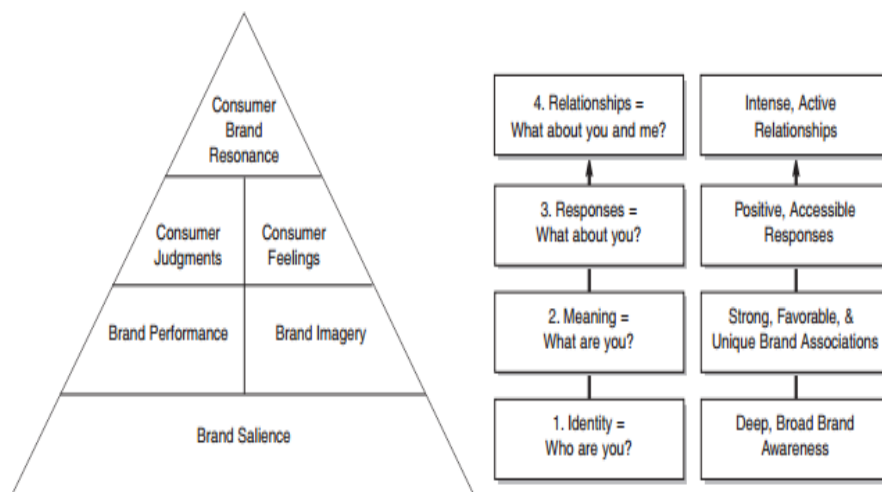 Consumer
Brand
Resonance
Consumer
Judgments
Consumer
Feelings
Brand Performance
Brand Imagery
Brand Salience
4. Relationships =
What about you and me?
Intense, Active
Relationships
3. Responses =
What about you?
Positive, Accessible
Responses
2. Meaning =
What are you?
Strong, Favorable, &
Unique Brand Associations
1. Identity =
Who are you?
Deep, Broad Brand
Awareness